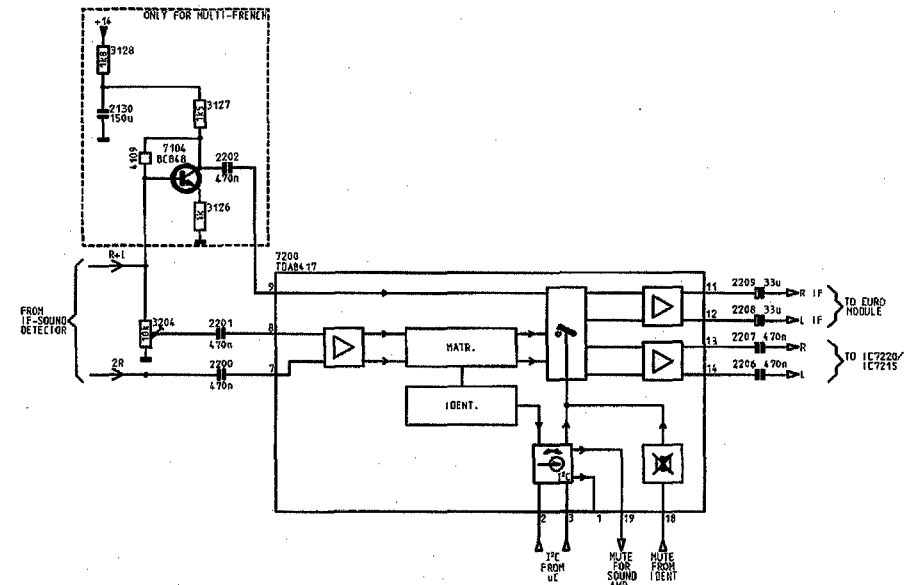 ONLY FOR MULTI-FRENCH
+14
3128
1k8
2130
150u
3127
1k5
4109
7104
BC848
2202
470n
3126
1k
R+L
7200
TDA8417
9
FROM
IF-SOUND
DETECTOR
3204
10k
2201
470n
8
2R
2200
470n
7
MATR.
IDENT.
I²C
11
2209 33u
R IF
12
2208 33u
L IF
TO EURO
MODULE
13
2207 470n
R
14
2206 470n
L
TO IC7220/
IC7215
2
3
1
19
18
I²C
FROM
uC
MUTE
FOR
SOUND
AMP.
MUTE
FROM
IDENT